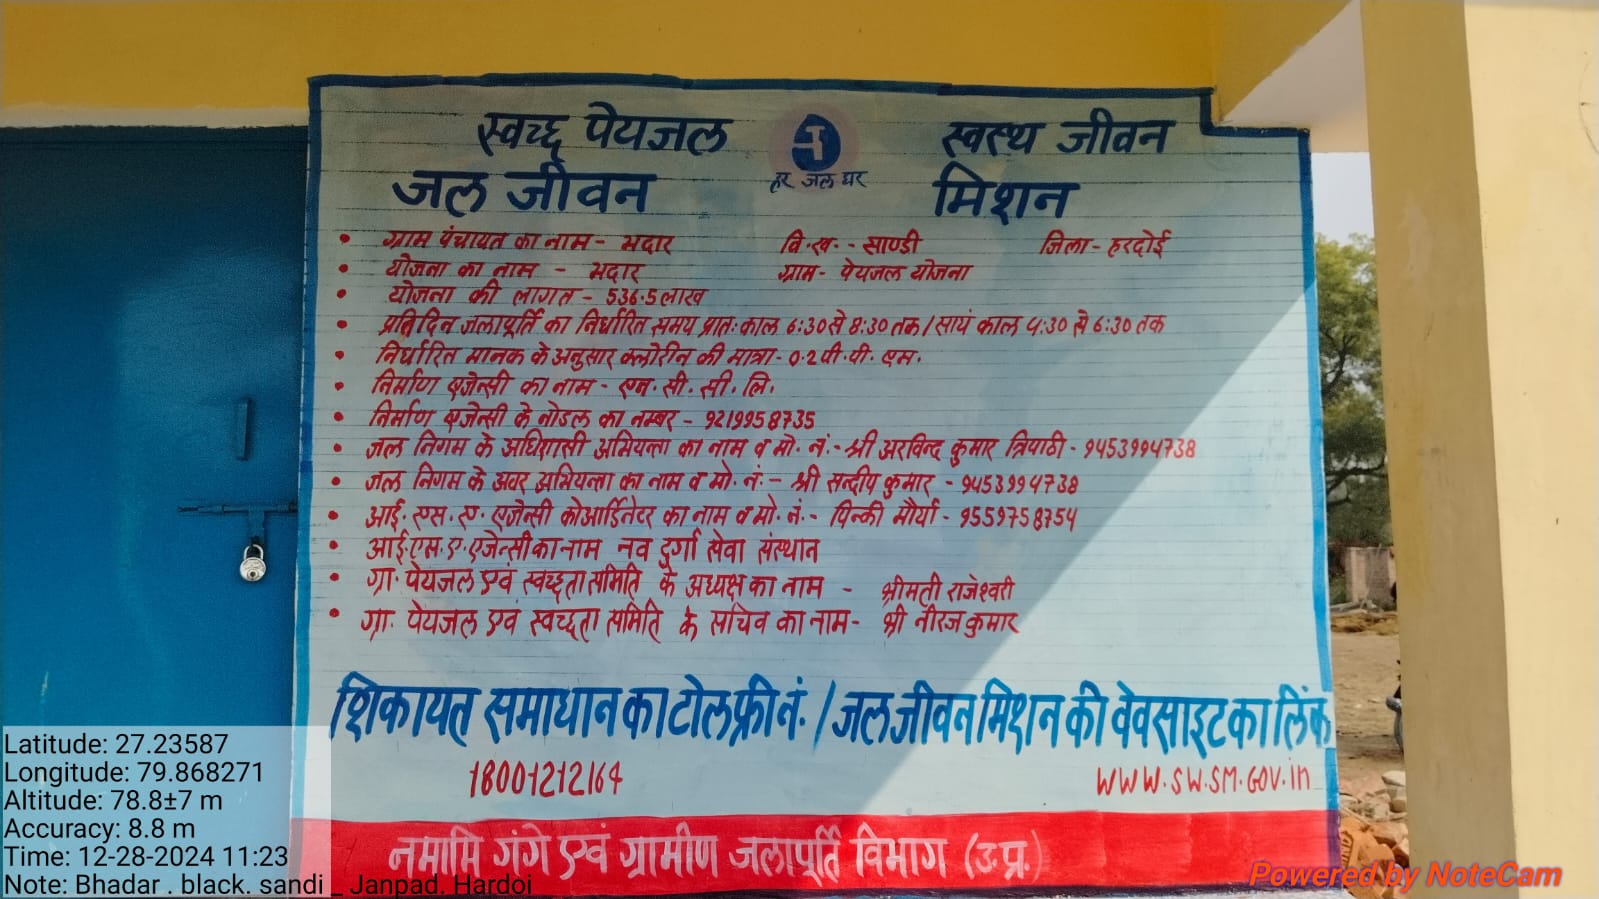 स्वच्छ पेयजल स्वस्थ जीवन
हर जल घर
जल जीवन मिशन
• ग्राम पंचायत का नाम - भदार वि.ख. - साण्डी जिला - हरदोई
• योजना का नाम - भदार ग्राम - पेयजल योजना
• योजना की लागत - 536.5 लाख
• प्रतिदिन जलापूर्ति का निर्धारित समय प्रातः काल 6:30 से 8:30 तक / सायं काल 4:30 से 6:30 तक
• निर्धारित मानक के अनुसार क्लोरीन की मात्रा - 0.2 पी.पी. एम.
• निर्माण एजेन्सी का नाम - एन. सी. सी. लि.
• निर्माण एजेन्सी के नोडल का नम्बर - 9219958735
• जल निगम के अधिशासी अभियन्ता का नाम व मो. नं. - श्री अरविन्द कुमार त्रिपाठी - 9453994738
• जल निगम के अवर अभियन्ता का नाम व मो. नं. - श्री सन्दीप कुमार - 9453994738
• आई. एस. ए. एजेन्सी कोआर्डिनेटर का नाम व मो. नं. - पिन्की मौर्या - 9559758754
• आई.एस.ए. एजेन्सी का नाम नव दुर्गा सेवा संस्थान
• ग्रा. पेयजल एवं स्वच्छता समिति के अध्यक्ष का नाम - श्रीमती राजेश्वरी
• ग्रा. पेयजल एवं स्वच्छता समिति के सचिव का नाम - श्री नीरज कुमार
शिकायत समाधान का टोल फ्री नं. / जल जीवन मिशन की वेवसाइट का लिंक
18001212164 www.sw.sm.gov.in
नमामि गंगे एवं ग्रामीण जलापूर्ति विभाग (उ.प्र.)
Latitude: 27.23587
Longitude: 79.868271
Altitude: 78.8±7 m
Accuracy: 8.8 m
Time: 12-28-2024 11:23
Note: Bhadar . black. sandi _ Janpad. Hardoi
Powered by NoteCam